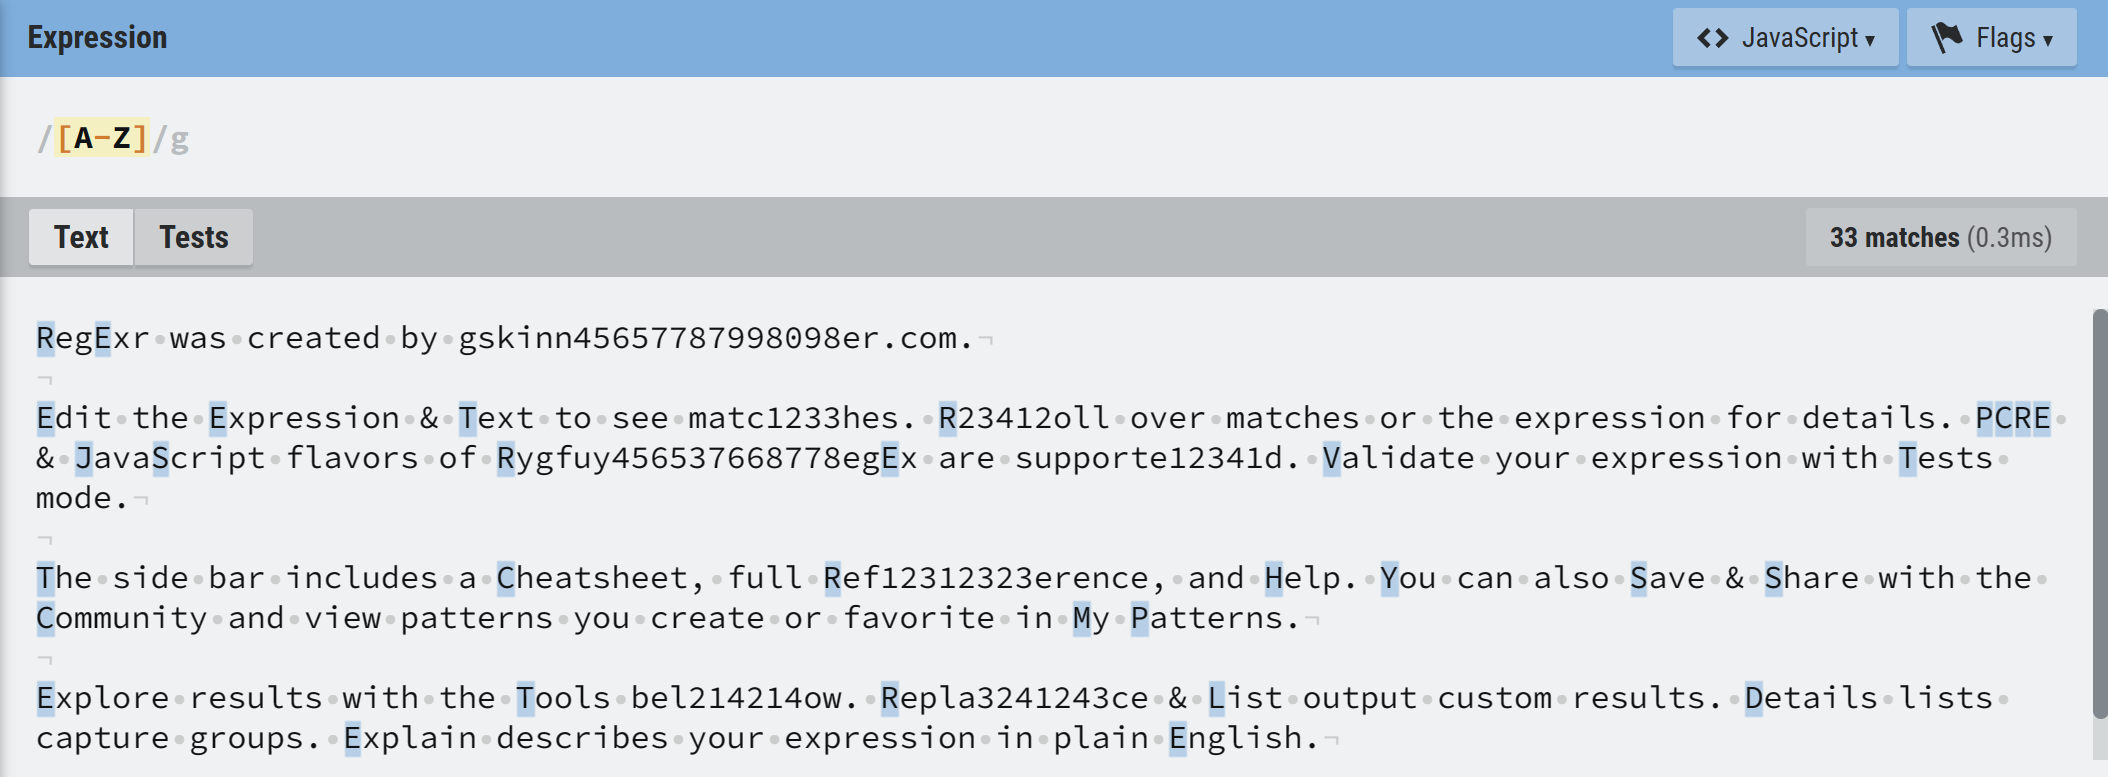 Expression
<> JavaScript ▾
Flags ▾
/[A-Z]/g
Text
Tests
33 matches (0.3ms)
RegExr was created by gskinn45657787998098er.com.
Edit the Expression & Text to see matc1233hes. R23412oll over matches or the expression for details. PCRE
& JavaScript flavors of Rygfuy456537668778egEx are supporte12341d. Validate your expression with Tests
mode.
The side bar includes a Cheatsheet, full Ref12312323erence, and Help. You can also Save & Share with the
Community and view patterns you create or favorite in My Patterns.
Explore results with the Tools bel214214ow. Repla3241243ce & List output custom results. Details lists
capture groups. Explain describes your expression in plain English.